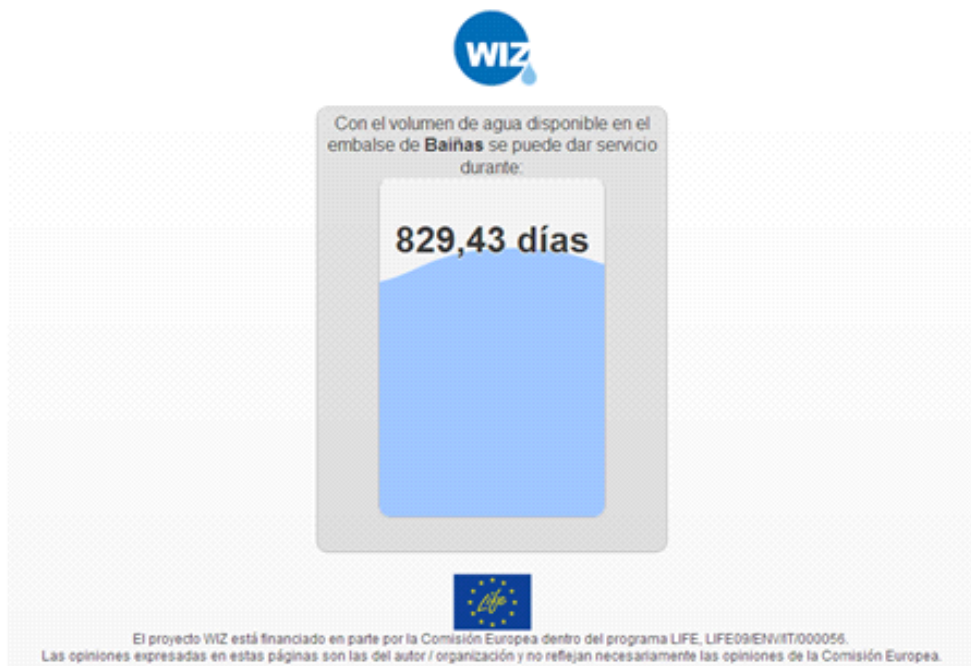 WIZ
Con el volumen de agua disponible en el
embalse de Baíñas se puede dar servicio
durante:
829,43 días
Life
El proyecto WIZ está financiado en parte por la Comisión Europea dentro del programa LIFE, LIFE09/ENV/IT/000056.
Las opiniones expresadas en estas páginas son las del autor / organización y no reflejan necesariamente las opiniones de la Comisión Europea.